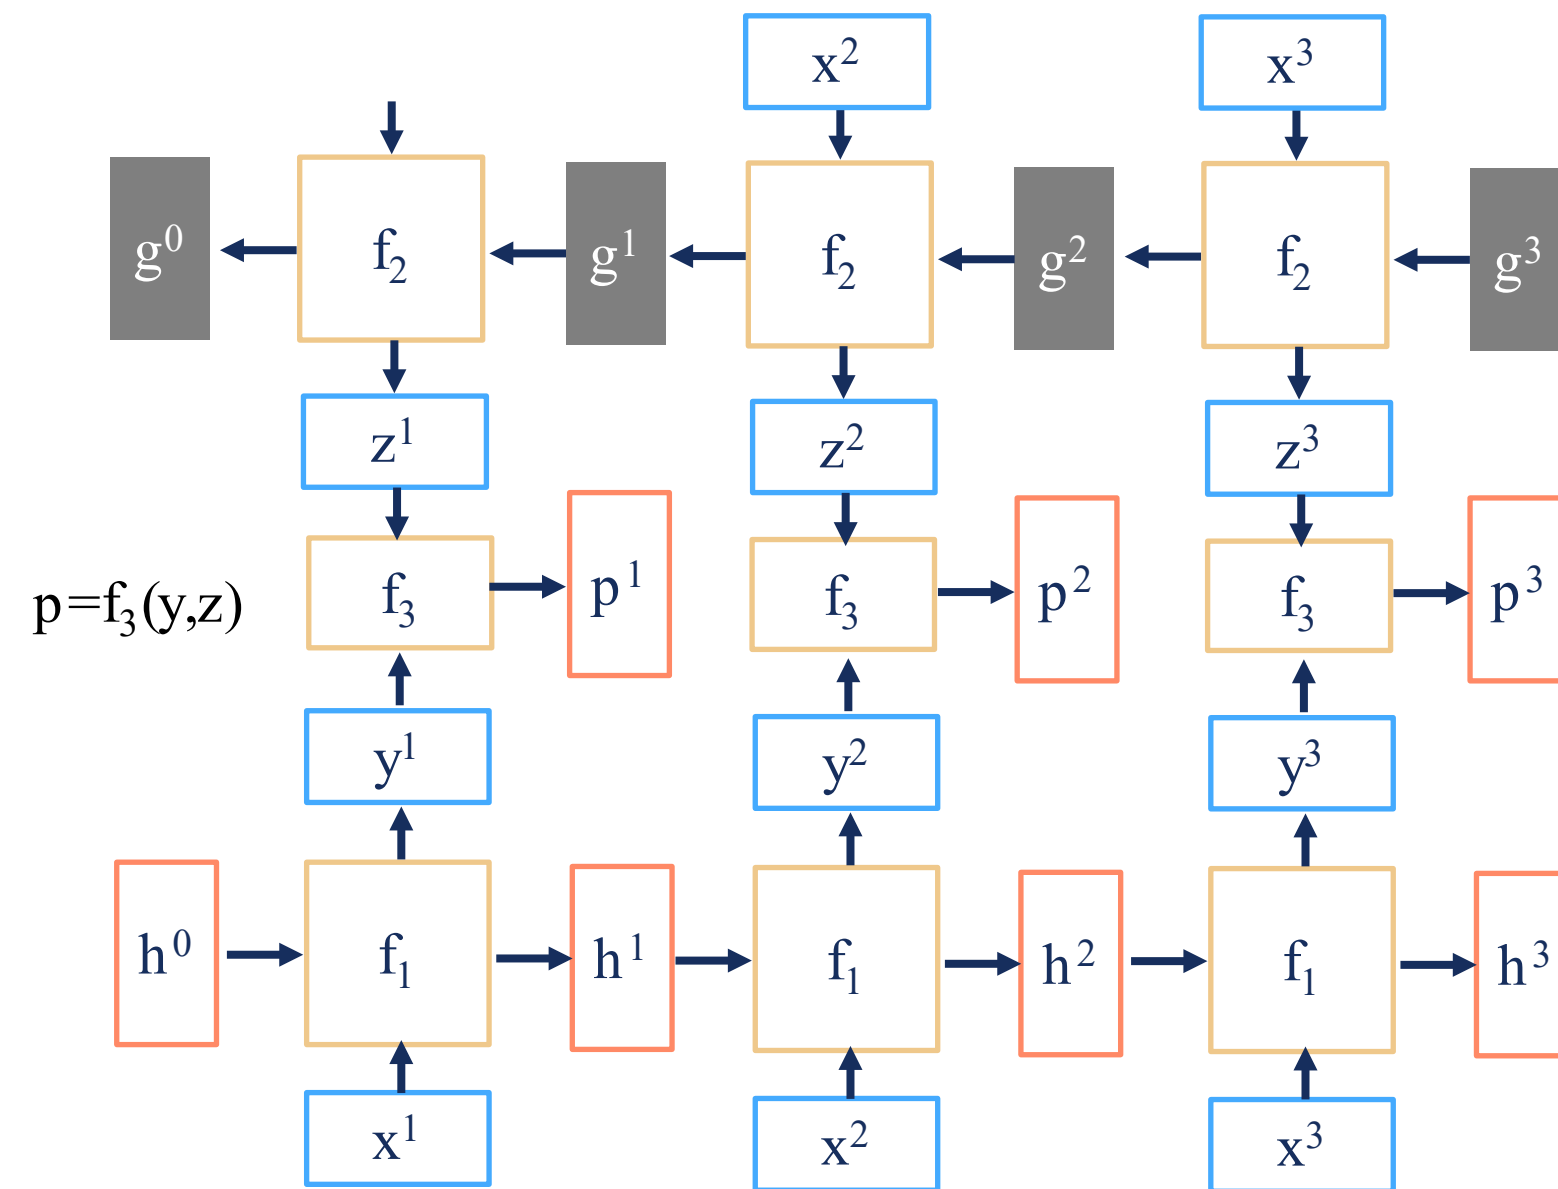 x² x³
g⁰ f₂ g¹ f₂ g² f₂ g³
z¹ z² z³
p=f₃(y,z) f₃ p¹ f₃ p² f₃ p³
y¹ y² y³
h⁰ f₁ h¹ f₁ h² f₁ h³
x¹ x² x³